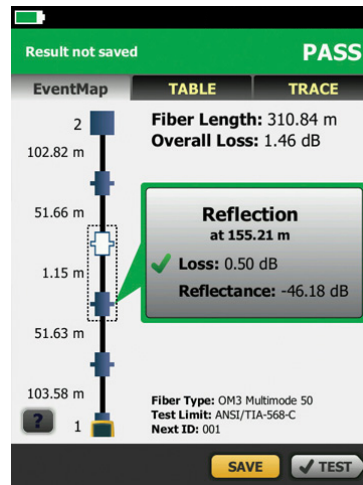 Result not saved
PASS
EventMap
TABLE
TRACE
2
102.82 m
51.66 m
1.15 m
51.63 m
103.58 m
?
1
Fiber Length: 310.84 m
Overall Loss: 1.46 dB
Reflection
at 155.21 m
Loss: 0.50 dB
Reflectance: -46.18 dB
Fiber Type: OM3 Multimode 50
Test Limit: ANSI/TIA-568-C
Next ID: 001
SAVE
TEST